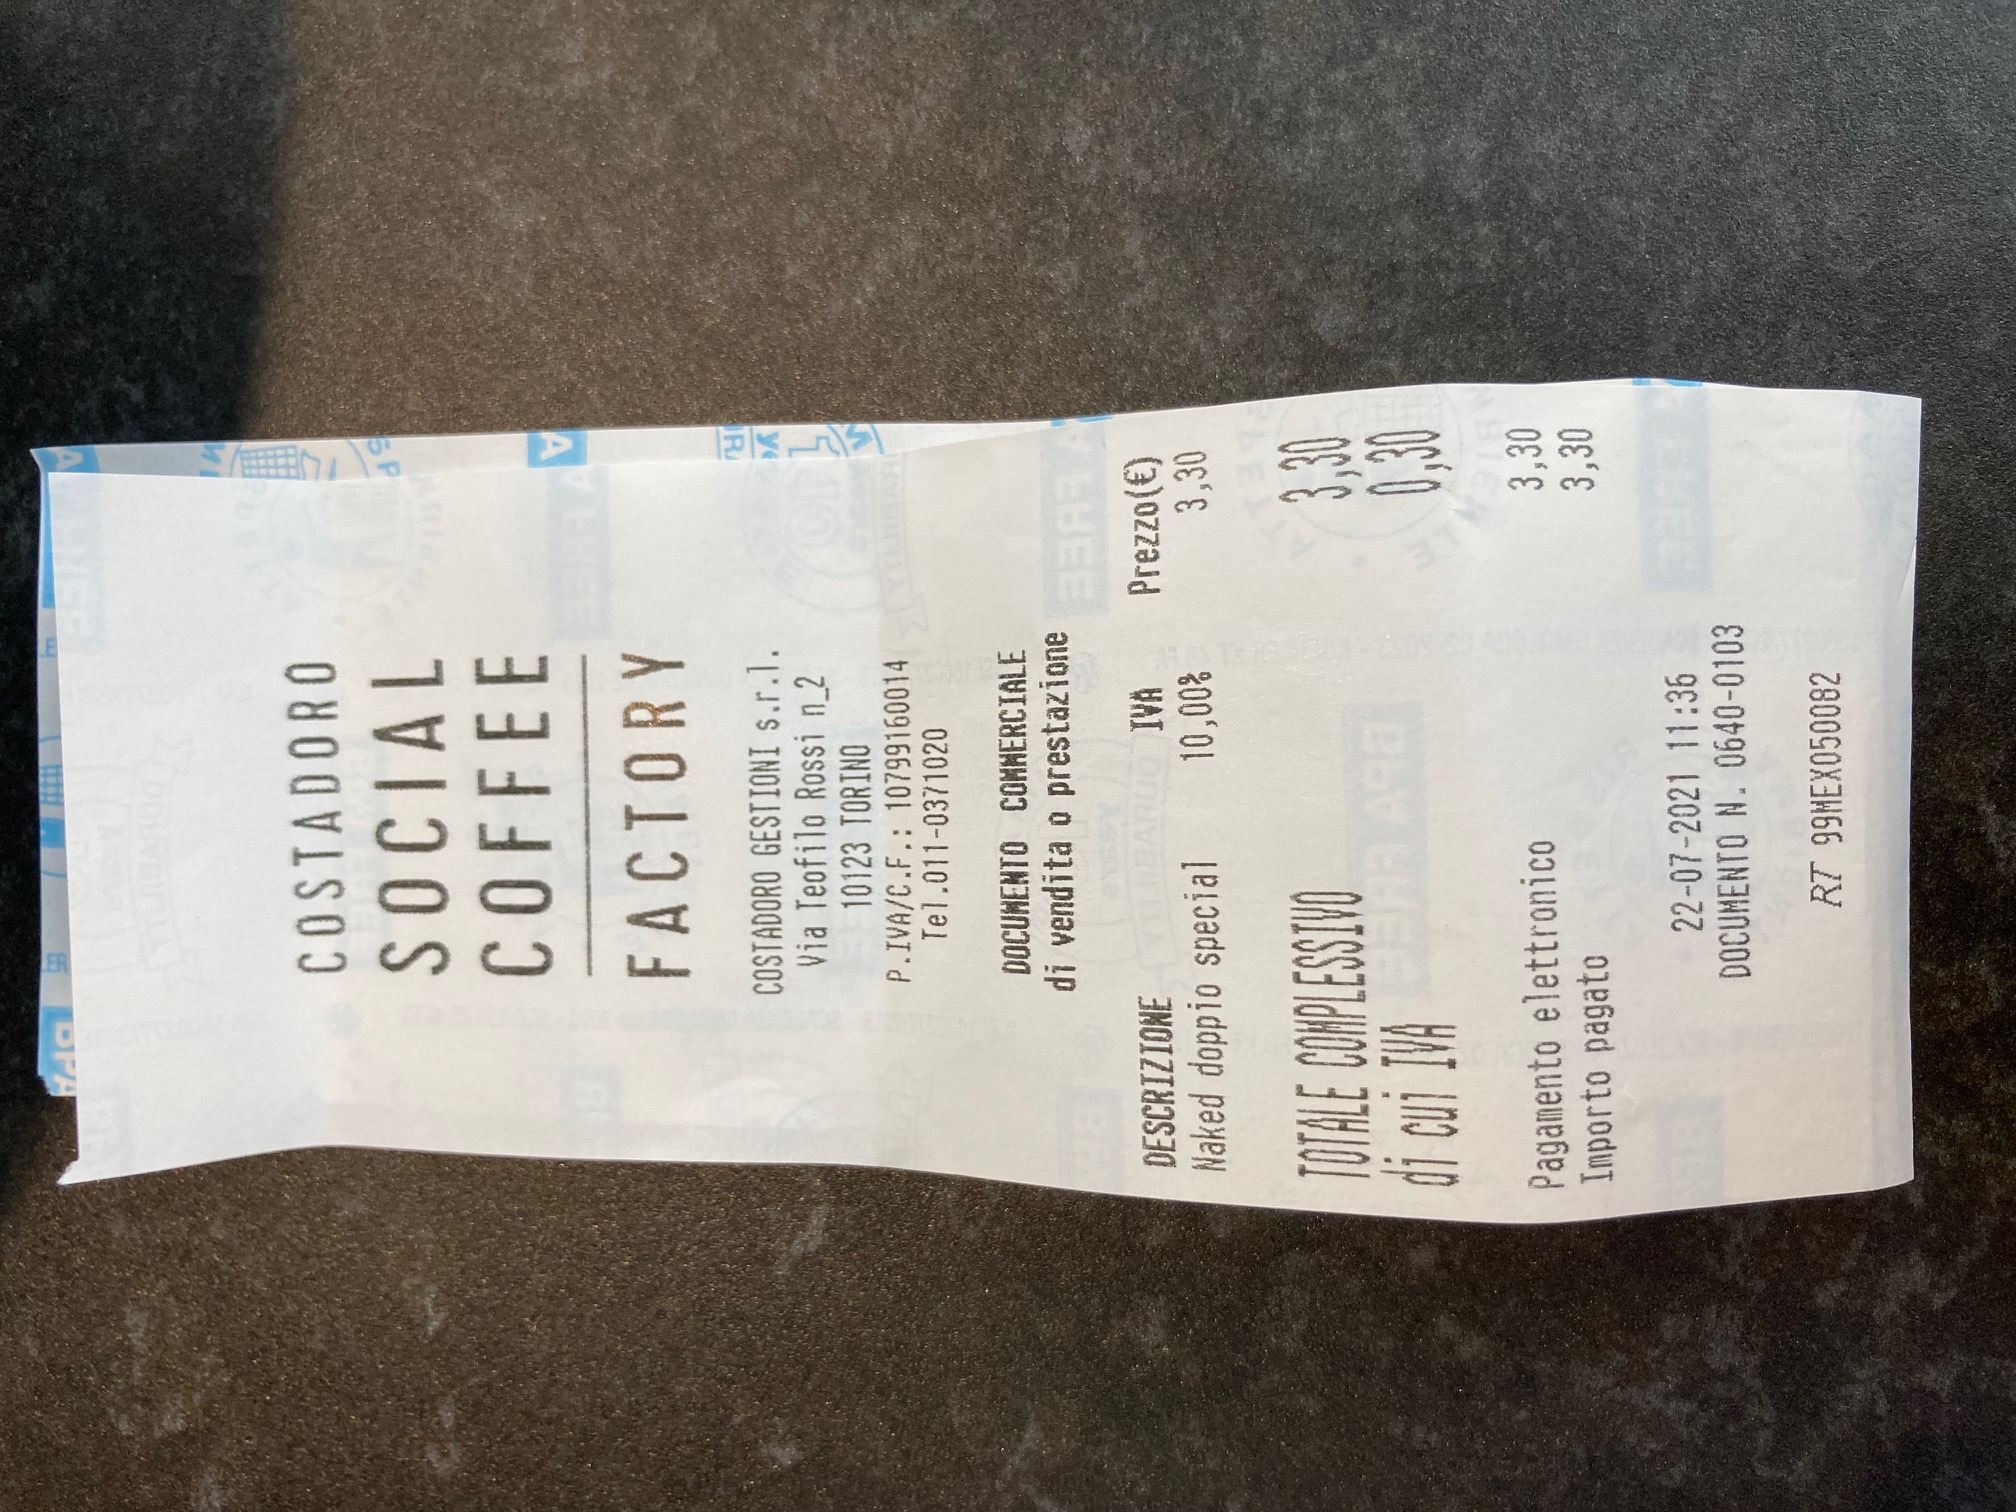 COSTADORO
SOCIAL
COFFEE
FACTORY
COSTADORO GESTIONI s.r.l.
Via Teofilo Rossi n_2
10123 TORINO
P.IVA/C.F.: 10799160014
Tel.011-0371020
DOCUMENTO COMMERCIALE
di vendita o prestazione
DESCRIZIONE IVA Prezzo(€)
Naked doppio special 10,00% 3,30
TOTALE COMPLESSIVO 3,30
di cui IVA 0,30
Pagamento elettronico 3,30
Importo pagato 3,30
22-07-2021 11:36
DOCUMENTO N. 0640-0103
RT 99MEX050082